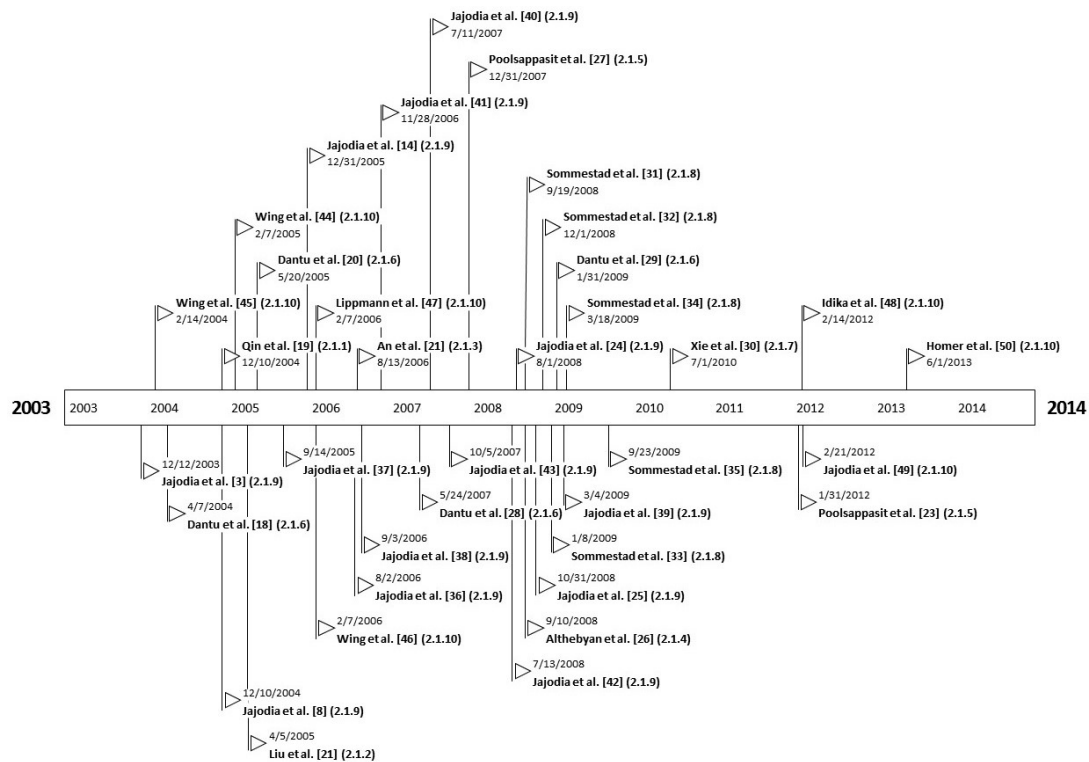 Jajodia et al. [40] (2.1.9)
7/11/2007
Poolsappasit et al. [27] (2.1.5)
12/31/2007
Jajodia et al. [41] (2.1.9)
11/28/2006
Jajodia et al. [14] (2.1.9)
12/31/2005
Sommestad et al. [31] (2.1.8)
9/19/2008
Wing et al. [44] (2.1.10)
2/7/2005
Sommestad et al. [32] (2.1.8)
12/1/2008
Dantu et al. [20] (2.1.6)
5/20/2005
Dantu et al. [29] (2.1.6)
1/31/2009
Wing et al. [45] (2.1.10)
2/14/2004
Lippmann et al. [47] (2.1.10)
2/7/2006
Sommestad et al. [34] (2.1.8)
3/18/2009
Idika et al. [48] (2.1.10)
2/14/2012
Qin et al. [19] (2.1.1)
12/10/2004
An et al. [21] (2.1.3)
8/13/2006
Jajodia et al. [24] (2.1.9)
8/1/2008
Xie et al. [30] (2.1.7)
7/1/2010
Homer et al. [50] (2.1.10)
6/1/2013
2003 2003 2004 2005 2006 2007 2008 2009 2010 2011 2012 2013 2014 2014
12/12/2003
Jajodia et al. [3] (2.1.9)
9/14/2005
Jajodia et al. [37] (2.1.9)
10/5/2007
Jajodia et al. [43] (2.1.9)
9/23/2009
Sommestad et al. [35] (2.1.8)
2/21/2012
Jajodia et al. [49] (2.1.10)
4/7/2004
Dantu et al. [18] (2.1.6)
5/24/2007
Dantu et al. [28] (2.1.6)
3/4/2009
Jajodia et al. [39] (2.1.9)
1/31/2012
Poolsappasit et al. [23] (2.1.5)
9/3/2006
Jajodia et al. [38] (2.1.9)
1/8/2009
Sommestad et al. [33] (2.1.8)
8/2/2006
Jajodia et al. [36] (2.1.9)
10/31/2008
Jajodia et al. [25] (2.1.9)
2/7/2006
Wing et al. [46] (2.1.10)
9/10/2008
Althebyan et al. [26] (2.1.4)
7/13/2008
Jajodia et al. [42] (2.1.9)
12/10/2004
Jajodia et al. [8] (2.1.9)
4/5/2005
Liu et al. [21] (2.1.2)